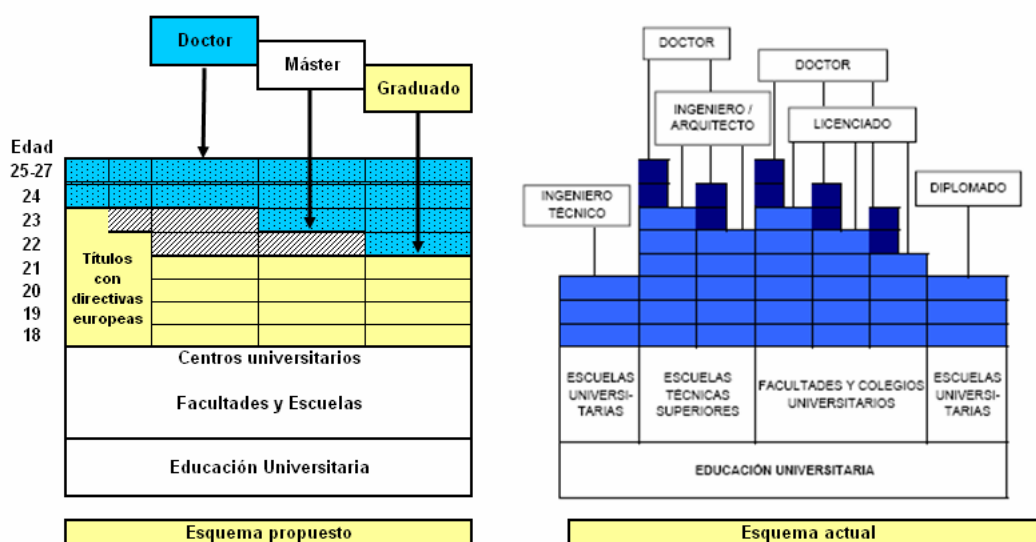 Doctor
Máster
Graduado
Edad
25-27
24
23
22
21
20
19
18
Títulos
con
directivas
europeas
Centros universitarios
Facultades y Escuelas
Educación Universitaria
Esquema propuesto
DOCTOR
DOCTOR
INGENIERO /
ARQUITECTO
LICENCIADO
INGENIERO
TÉCNICO
DIPLOMADO
ESCUELAS
UNIVERSI-
TARIAS
ESCUELAS
TÉCNICAS
SUPERIORES
FACULTADES Y COLEGIOS
UNIVERSITARIOS
ESCUELAS
UNIVERSI-
TARIAS
EDUCACIÓN UNIVERSITARIA
Esquema actual